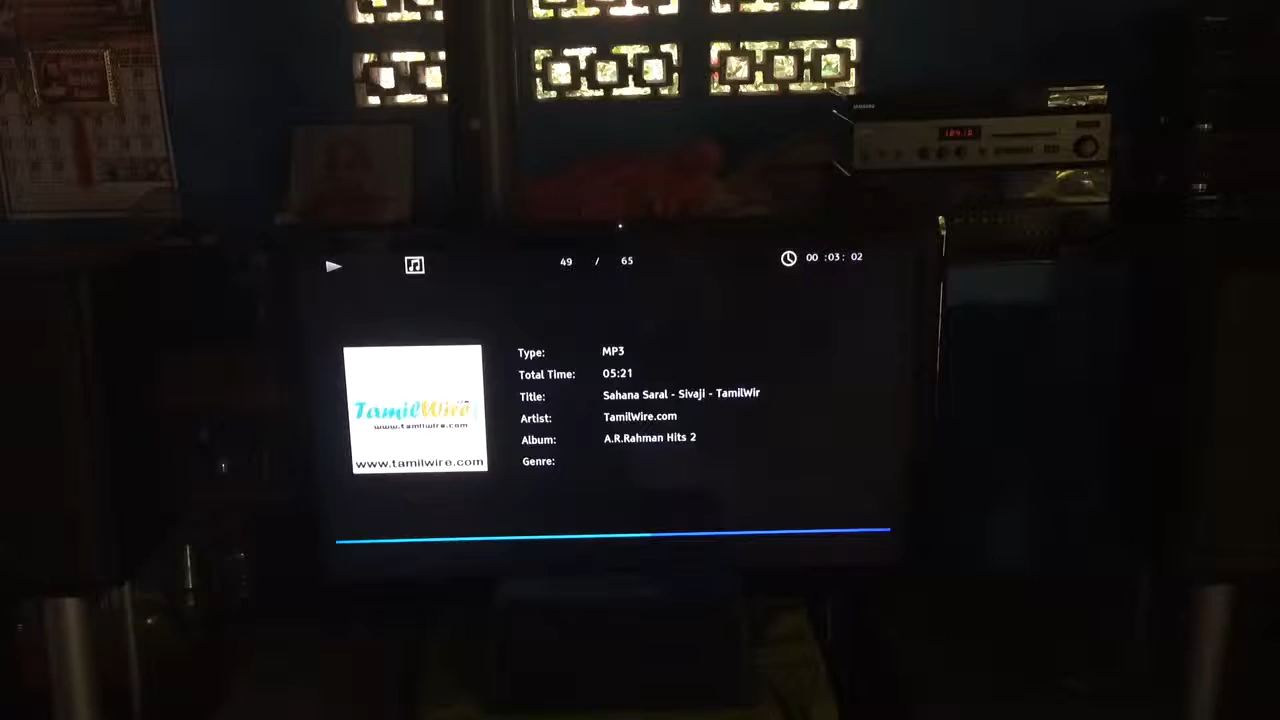 49 / 65
00 :03: 02
TamilWire
www.tamilwire.com
www.tamilwire.com
Type: MP3
Total Time: 05:21
Title: Sahana Saral - Sivaji - TamilWir
Artist: TamilWire.com
Album: A.R.Rahman Hits 2
Genre: